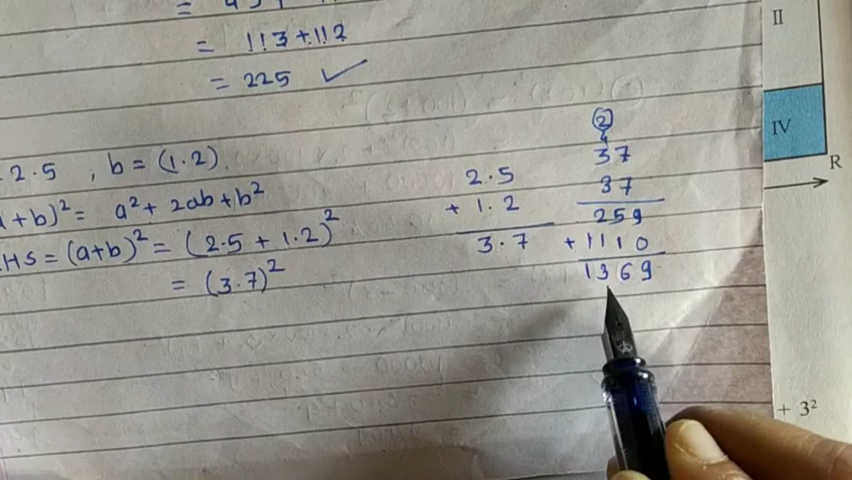 = 113 + 112
= 225 ✓
2.5 , b = (1.2)
+ b)² = a² + 2ab + b²
HS = (a+b)² = (2.5 + 1.2)²
= (3.7)²
2.5
+ 1.2
3.7
2
4
37
37
259
+ 1110
1369
II
IV
R
+ 3²